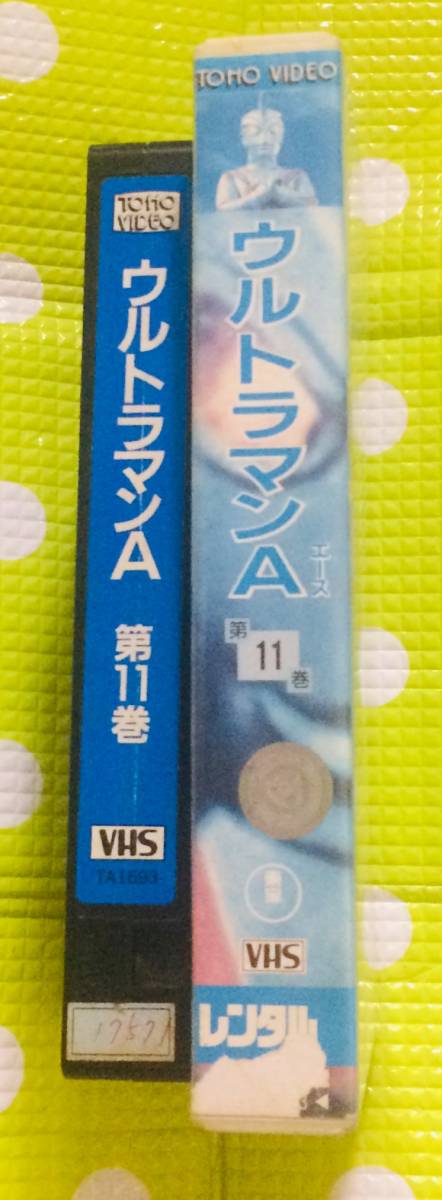 TOHO
VIDEO
ウルトラマンA 第11巻
VHS
TA1693
17571
TOHO VIDEO
ウルトラマンA
エース
第
11
巻
VHS
レンタル